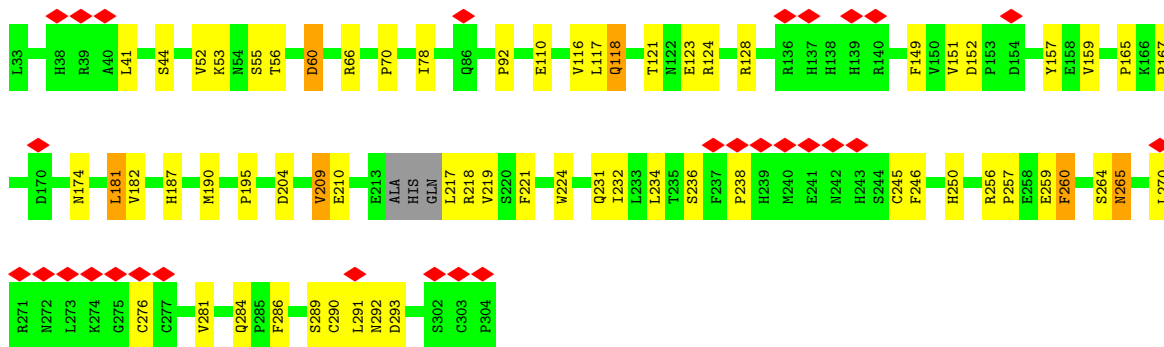 L33 H38 R39 A40 L41 S44 V52 K53 N54 S55 T56 D60 R66 P70 I78 Q86 P92 E110 V116 L117 Q118 T121 N122 E123 R124 R128 R136 H137 H138 H139 R140 F149 V150 V151 D152 P153 D154 Y157 E158 V159 P165 K166 P167
D170 N174 L181 V182 H187 M190 P195 D204 V209 E210 E213 ALA HIS GLN L217 R218 V219 S220 F221 W224 Q231 I232 L233 L234 T235 S236 F237 P238 H239 M240 E241 N242 H243 S244 C245 F246 H250 R256 P257 E258 E259 F260 S264 N265 L270
R271 N272 L273 K274 G275 C276 C277 V281 Q284 P285 F286 S289 C290 L291 N292 D293 S302 C303 P304